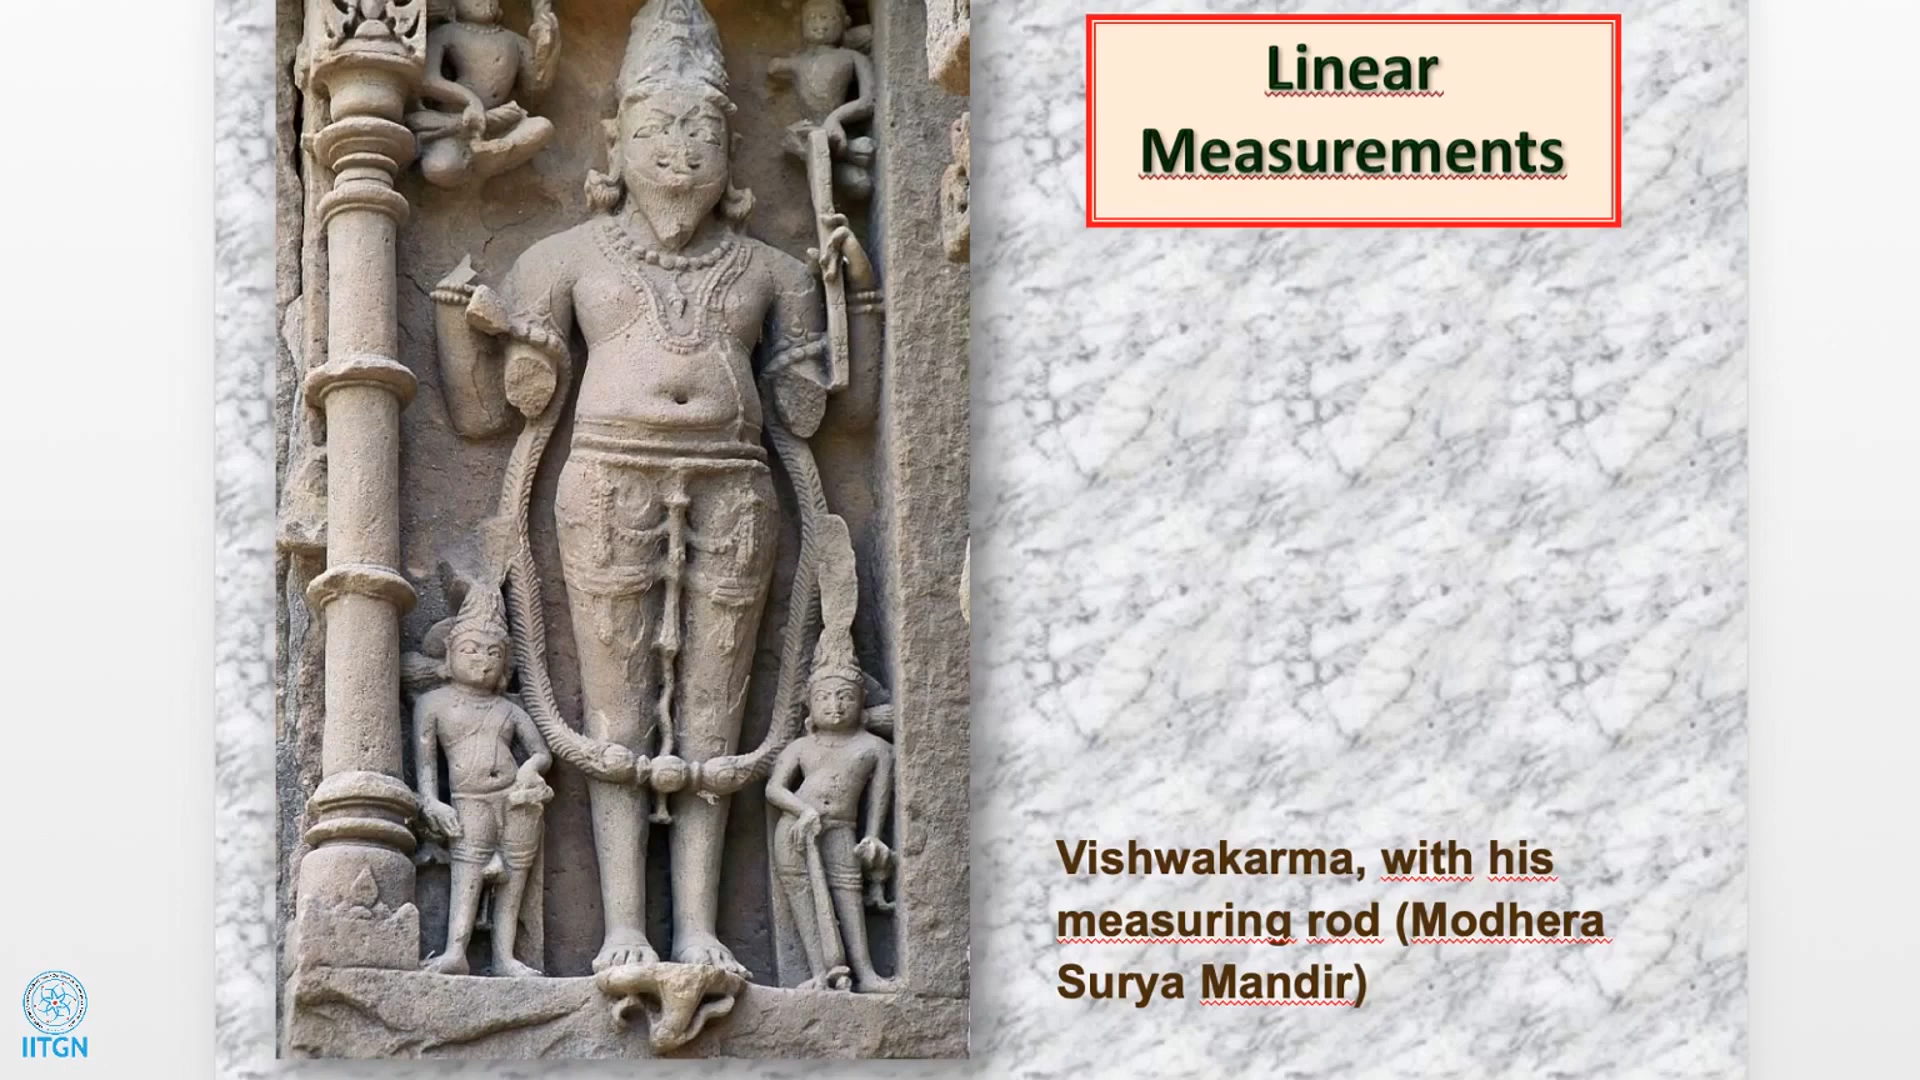 Linear
Measurements
Vishwakarma, with his
measuring rod (Modhera
Surya Mandir)
IITGN